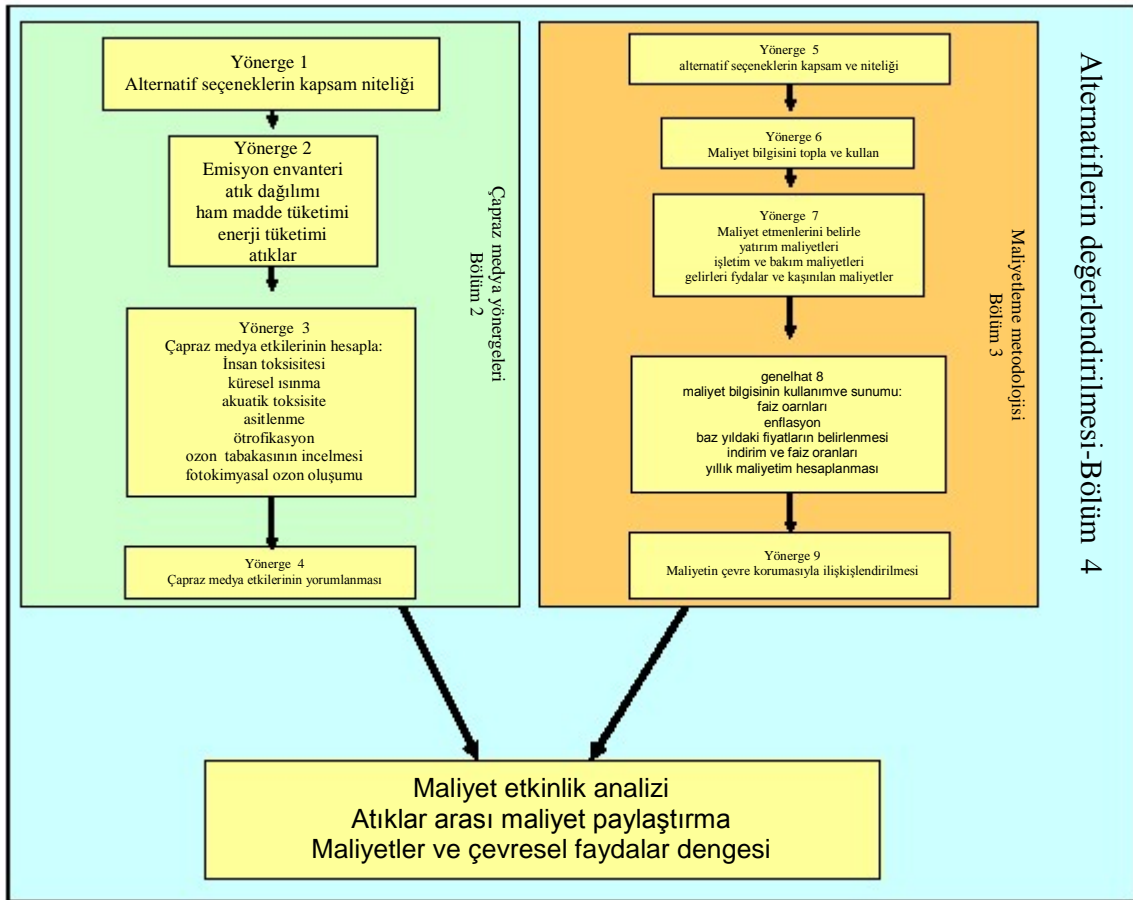 Yönerge 1
Alternatif seçeneklerin kapsam niteliği
Yönerge 2
Emisyon envanteri
atık dağılımı
ham madde tüketimi
enerji tüketimi
atıklar
Yönerge 3
Çapraz medya etkilerinin hesapla:
İnsan toksisitesi
küresel ısınma
akuatik toksisite
asitlenme
ötrofikasyon
ozon tabakasının incelmesi
fotokimyasal ozon oluşumu
Yönerge 4
Çapraz medya etkilerinin yorumlanması
Çapraz medya yönergeleri
Bölüm 2
Yönerge 5
alternatif seçeneklerin kapsam ve niteliği
Yönerge 6
Maliyet bilgisini topla ve kullan
Yönerge 7
Maliyet etmenlerini belirle
yatırım maliyetleri
işletim ve bakım maliyetleri
gelirleri fydalar ve kaşınılan maliyetler
genelhat 8
maliyet bilgisinin kullanımve sunumu:
faiz oarnları
enflasyon
baz yıldaki fiyatların belirlenmesi
indirim ve faiz oranları
yıllık maliyetim hesaplanması
Yönerge 9
Maliyetin çevre korumasıyla ilişkişlendirilmesi
Maliyetleme metodolojisi
Bölüm 3
Alternatiflerin değerlendirilmesi-Bölüm 4
Maliyet etkinlik analizi
Atıklar arası maliyet paylaştırma
Maliyetler ve çevresel faydalar dengesi